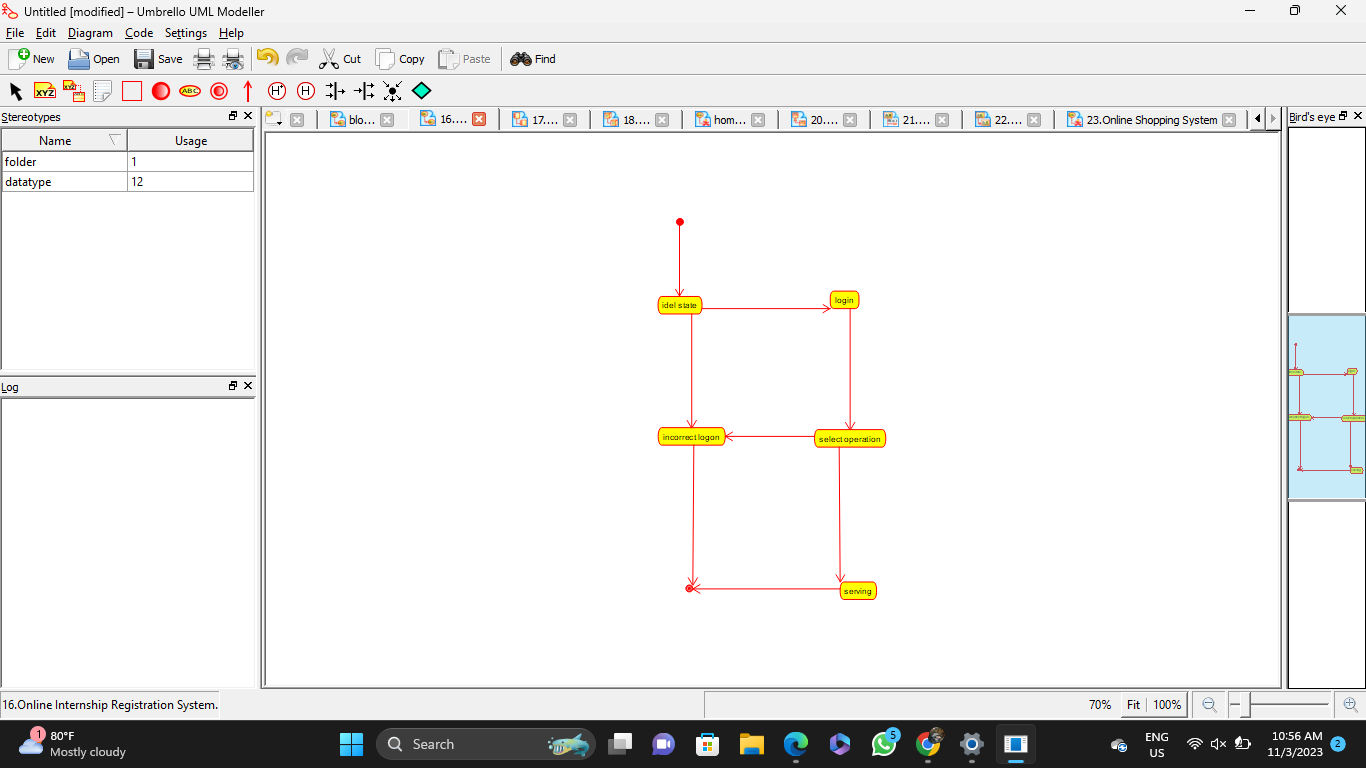 Untitled [modified] – Umbrello UML Modeller
File Edit Diagram Code Settings Help
New Open Save Cut Copy Paste Find
XYZ XYZ ABC H* H
Stereotypes
Name Usage
folder 1
datatype 12
Log
blo... 16.... 17.... 18.... hom... 20.... 21.... 22.... 23.Online Shopping System
Bird's eye
idel state
login
incorrect logon
select operation
serving
16.Online Internship Registration System.
70% Fit 100%
1
80°F
Mostly cloudy
Search
5
ENG
US
10:56 AM
11/3/2023
2